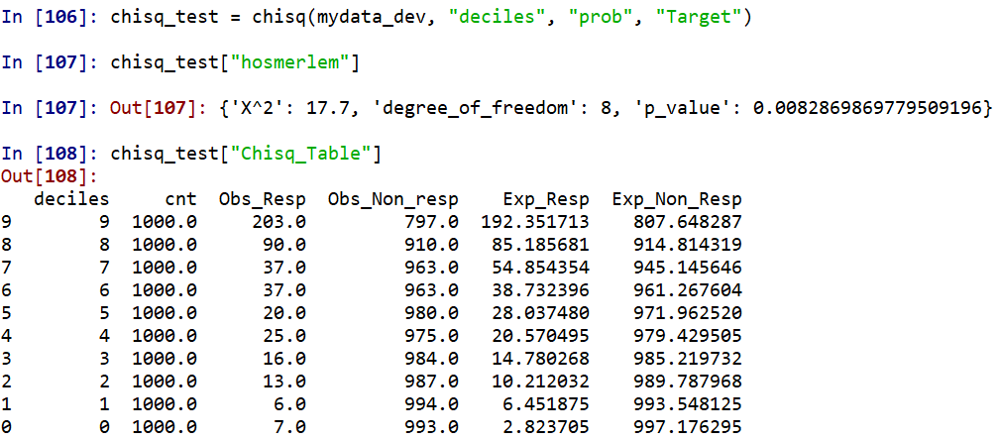 In [106]: chisq_test = chisq(mydata_dev, "deciles", "prob", "Target")
In [107]: chisq_test["hosmerlem"]
In [107]: Out[107]: {'X^2': 17.7, 'degree_of_freedom': 8, 'p_value': 0.0082869869779509196}
In [108]: chisq_test["Chisq_Table"]
Out[108]:
deciles cnt Obs_Resp Obs_Non_resp Exp_Resp Exp_Non_Resp
9 9 1000.0 203.0 797.0 192.351713 807.648287
8 8 1000.0 90.0 910.0 85.185681 914.814319
7 7 1000.0 37.0 963.0 54.854354 945.145646
6 6 1000.0 37.0 963.0 38.732396 961.267604
5 5 1000.0 20.0 980.0 28.037480 971.962520
4 4 1000.0 25.0 975.0 20.570495 979.429505
3 3 1000.0 16.0 984.0 14.780268 985.219732
2 2 1000.0 13.0 987.0 10.212032 989.787968
1 1 1000.0 6.0 994.0 6.451875 993.548125
0 0 1000.0 7.0 993.0 2.823705 997.176295